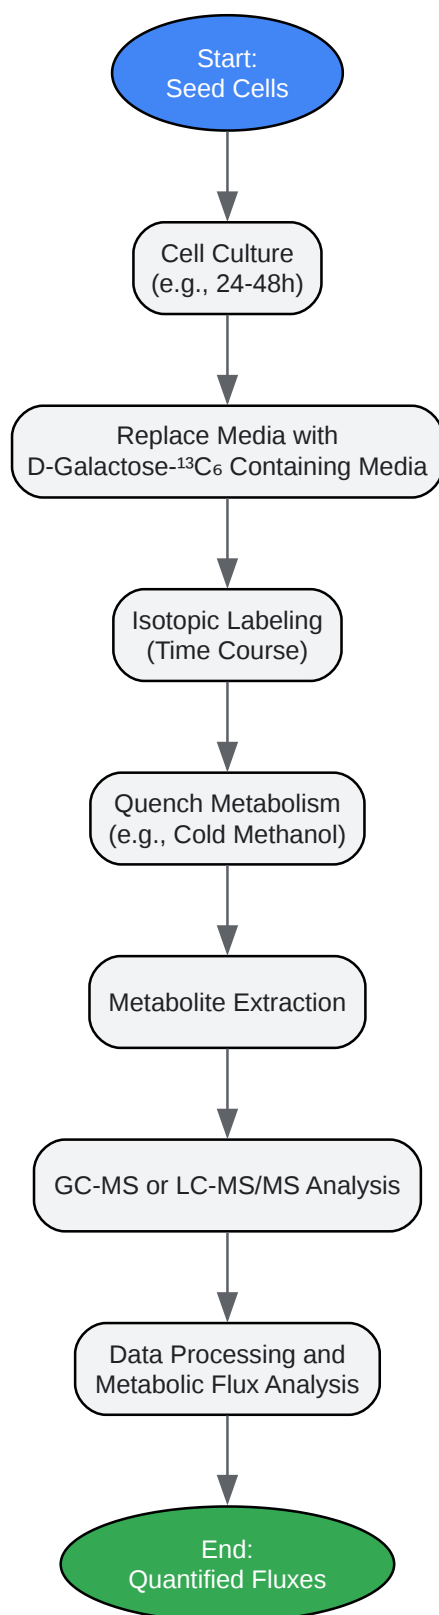 Start:
Seed Cells
Cell Culture
(e.g., 24-48h)
Replace Media with
D-Galactose-¹³C₆ Containing Media
Isotopic Labeling
(Time Course)
Quench Metabolism
(e.g., Cold Methanol)
Metabolite Extraction
GC-MS or LC-MS/MS Analysis
Data Processing and
Metabolic Flux Analysis
End:
Quantified Fluxes